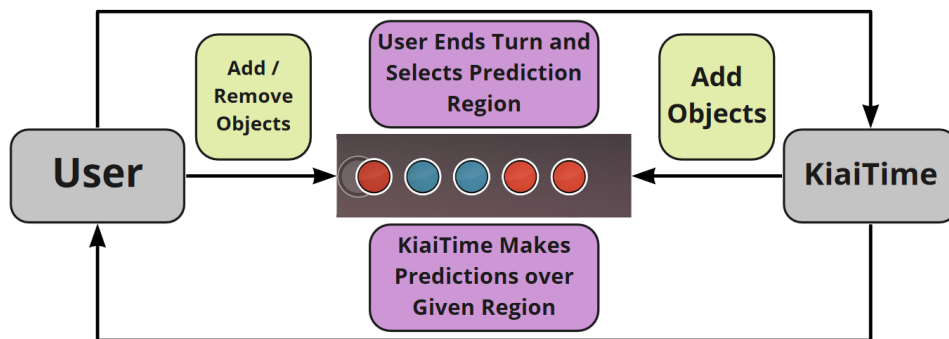 User Ends Turn and
Selects Prediction
Region
Add /
Remove
Objects
Add
Objects
User
KiaiTime
KiaiTime Makes
Predictions over
Given Region